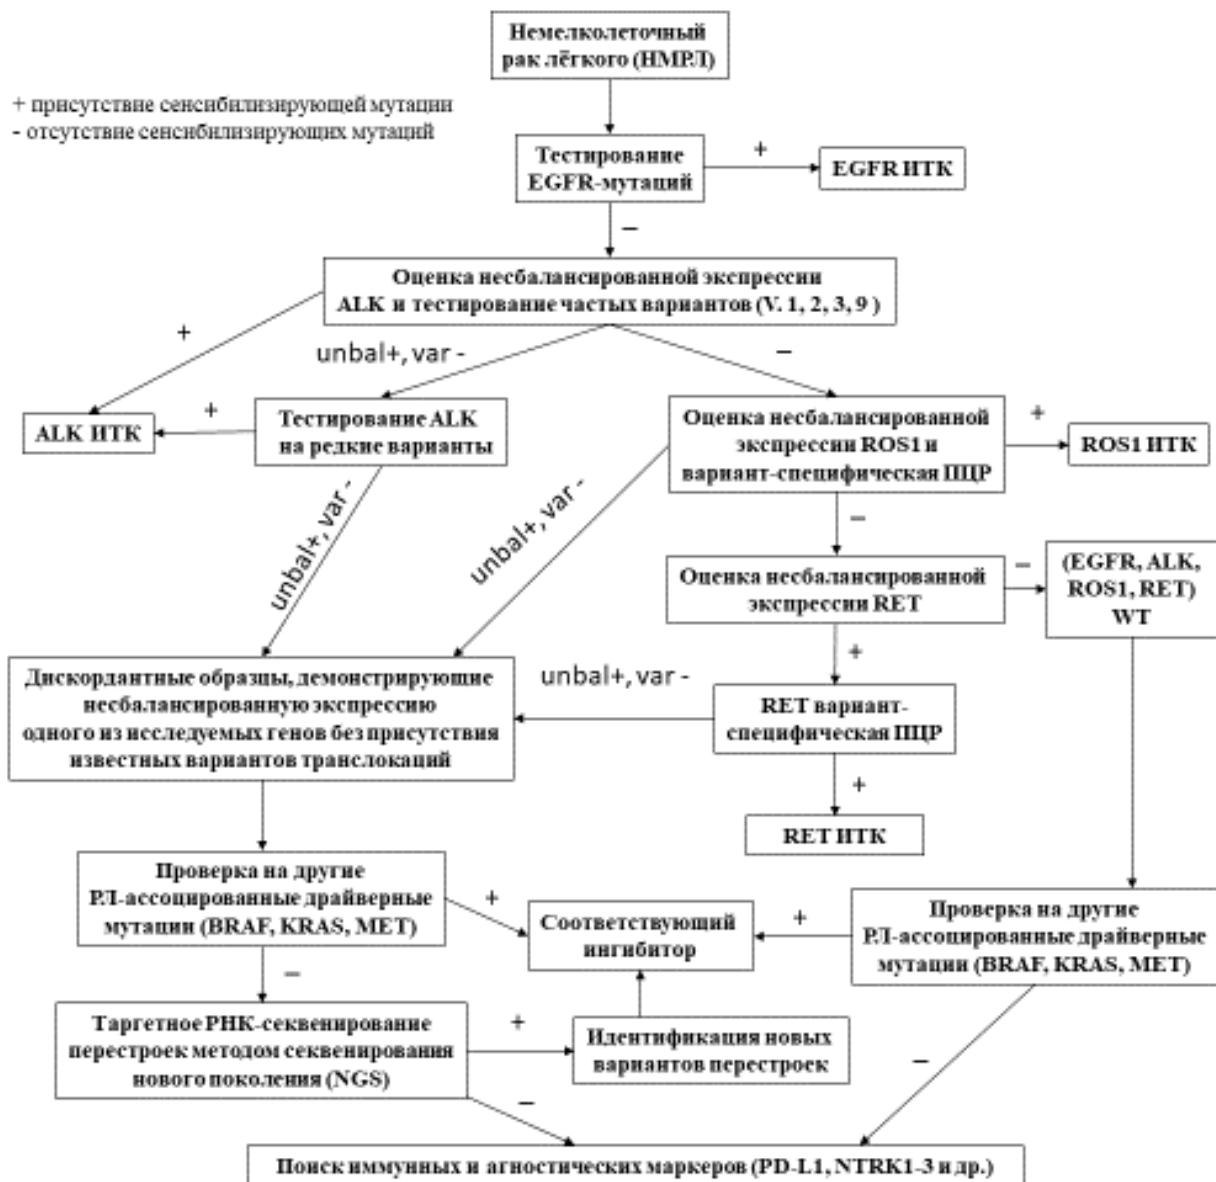 Немелколеточный
рак лёгкого (НМРЛ)
+ присутствие сенсибилизирующей мутации
- отсутствие сенсибилизирующих мутаций
Тестирование
EGFR-мутаций
+
EGFR ИТК
–
Оценка несбалансированной экспрессии
ALK и тестирование частых вариантов (V. 1, 2, 3, 9 )
+
unbal+, var -
–
ALK ИТК
+
Тестирование ALK
на редкие варианты
Оценка несбалансированной
экспрессии ROS1 и
вариант-специфическая ПЦР
+
ROS1 ИТК
unbal+, var -
unbal+, var -
–
Оценка несбалансированной
экспрессии RET
–
(EGFR, ALK,
ROS1, RET)
WT
+
Дискордантные образцы, демонстрирующие
несбалансированную экспрессию
одного из исследуемых генов без присутствия
известных вариантов транслокаций
unbal+, var -
RET вариант-
специфическая ПЦР
+
RET ИТК
Проверка на другие
РЛ-ассоциированные драйверные
мутации (BRAF, KRAS, MET)
+
Соответствующий
ингибитор
+
Проверка на другие
РЛ-ассоциированные драйверные
мутации (BRAF, KRAS, MET)
–
Таргетное РНК-секвенирование
перестроек методом секвенирования
нового поколения (NGS)
+
Идентификация новых
вариантов перестроек
–
–
Поиск иммунных и агностических маркеров (PD-L1, NTRK1-3 и др.)